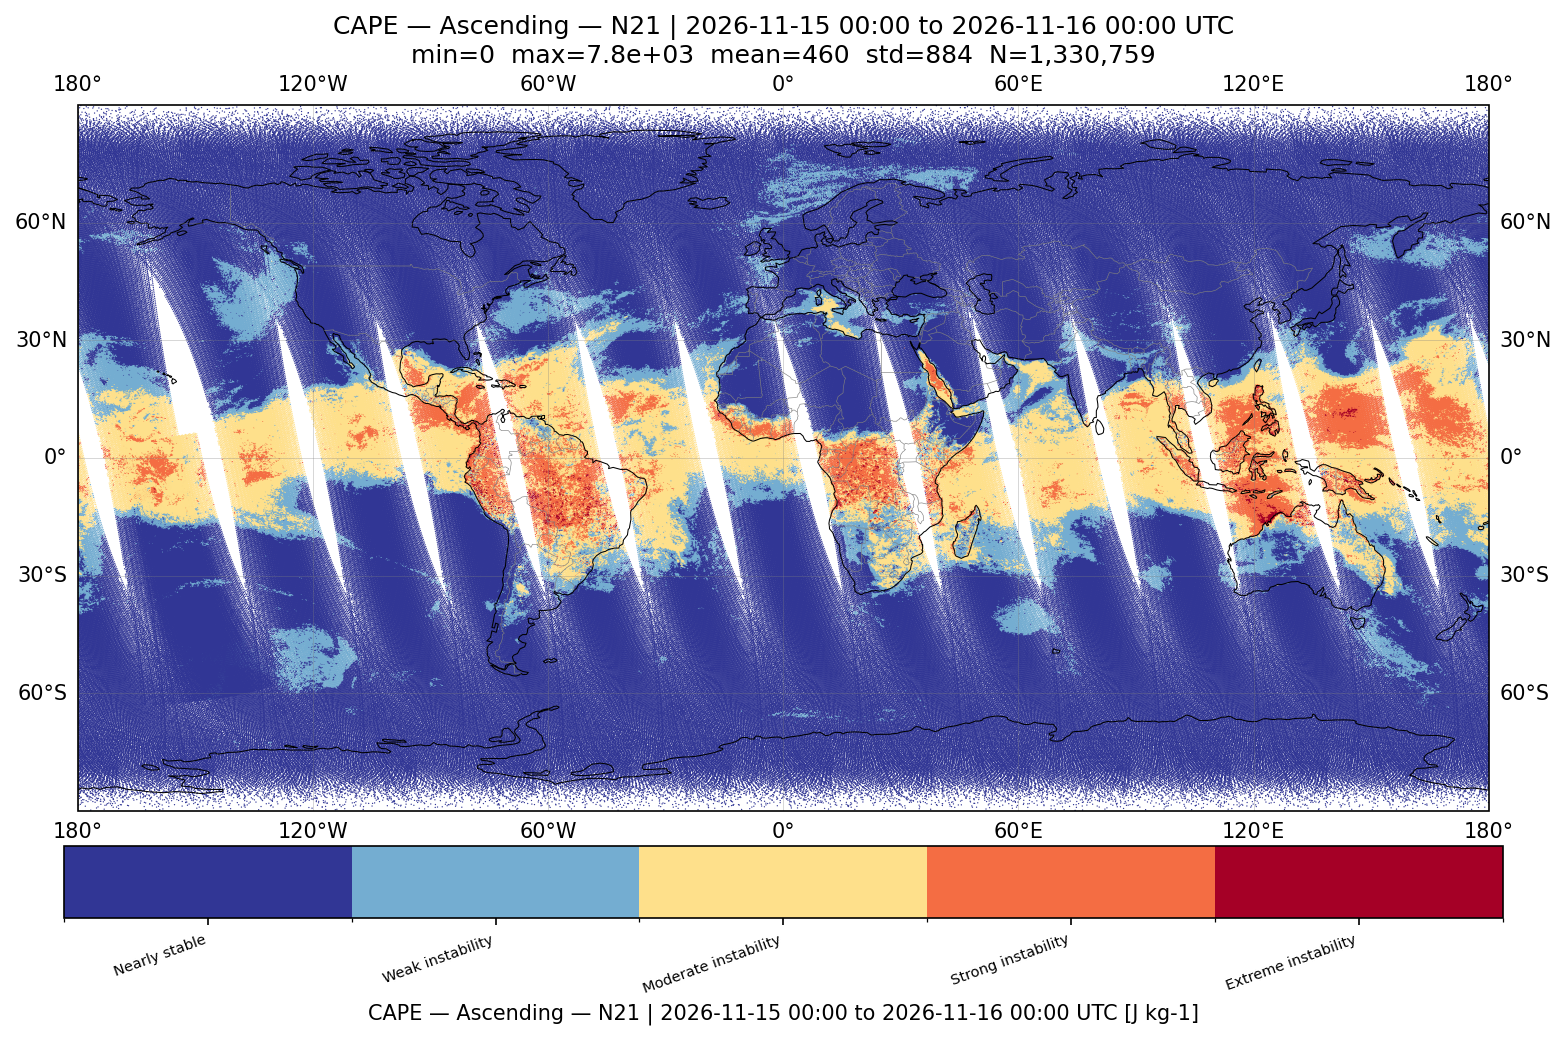 CAPE — Ascending — N21 | 2026-11-15 00:00 to 2026-11-16 00:00 UTC
min=0 max=7.8e+03 mean=460 std=884 N=1,330,759
180° 120°W 60°W 0° 60°E 120°E 180°
60°N 60°N
30°N 30°N
0° 0°
30°S 30°S
60°S 60°S
180° 120°W 60°W 0° 60°E 120°E 180°
Nearly stable Weak instability Moderate instability Strong instability Extreme instability
CAPE — Ascending — N21 | 2026-11-15 00:00 to 2026-11-16 00:00 UTC [J kg-1]